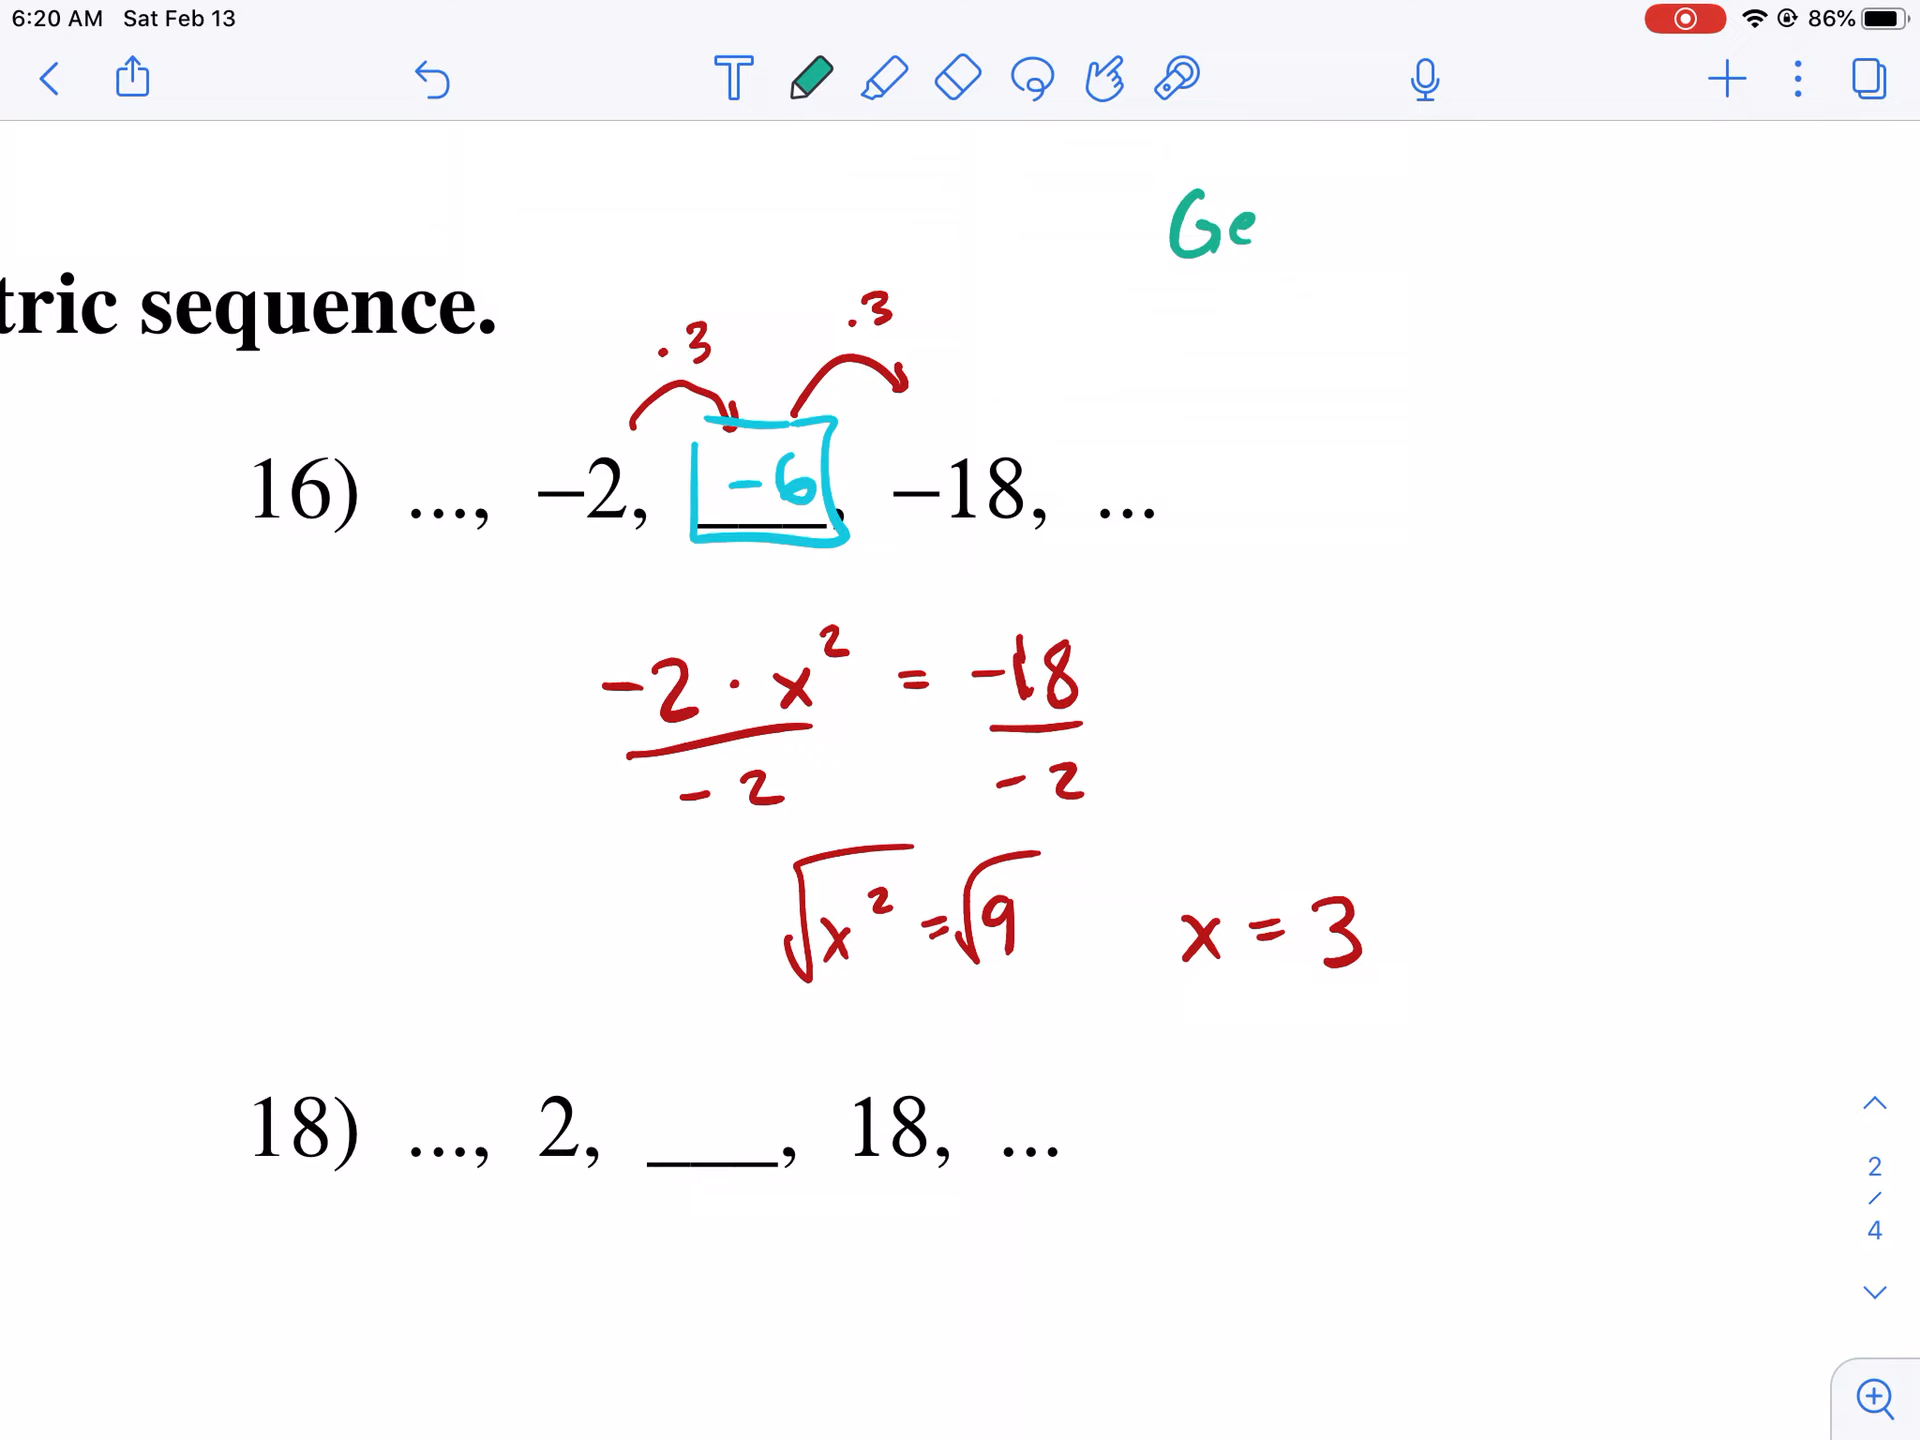 6:20 AM Sat Feb 13
86%
T
Ge
tric sequence.
.3 .3
16) ..., −2, -6, −18, ...
-2 · x² = -18
-2 -2
√x² = √9 x = 3
18) ..., 2, ____, 18, ...
2
/
4